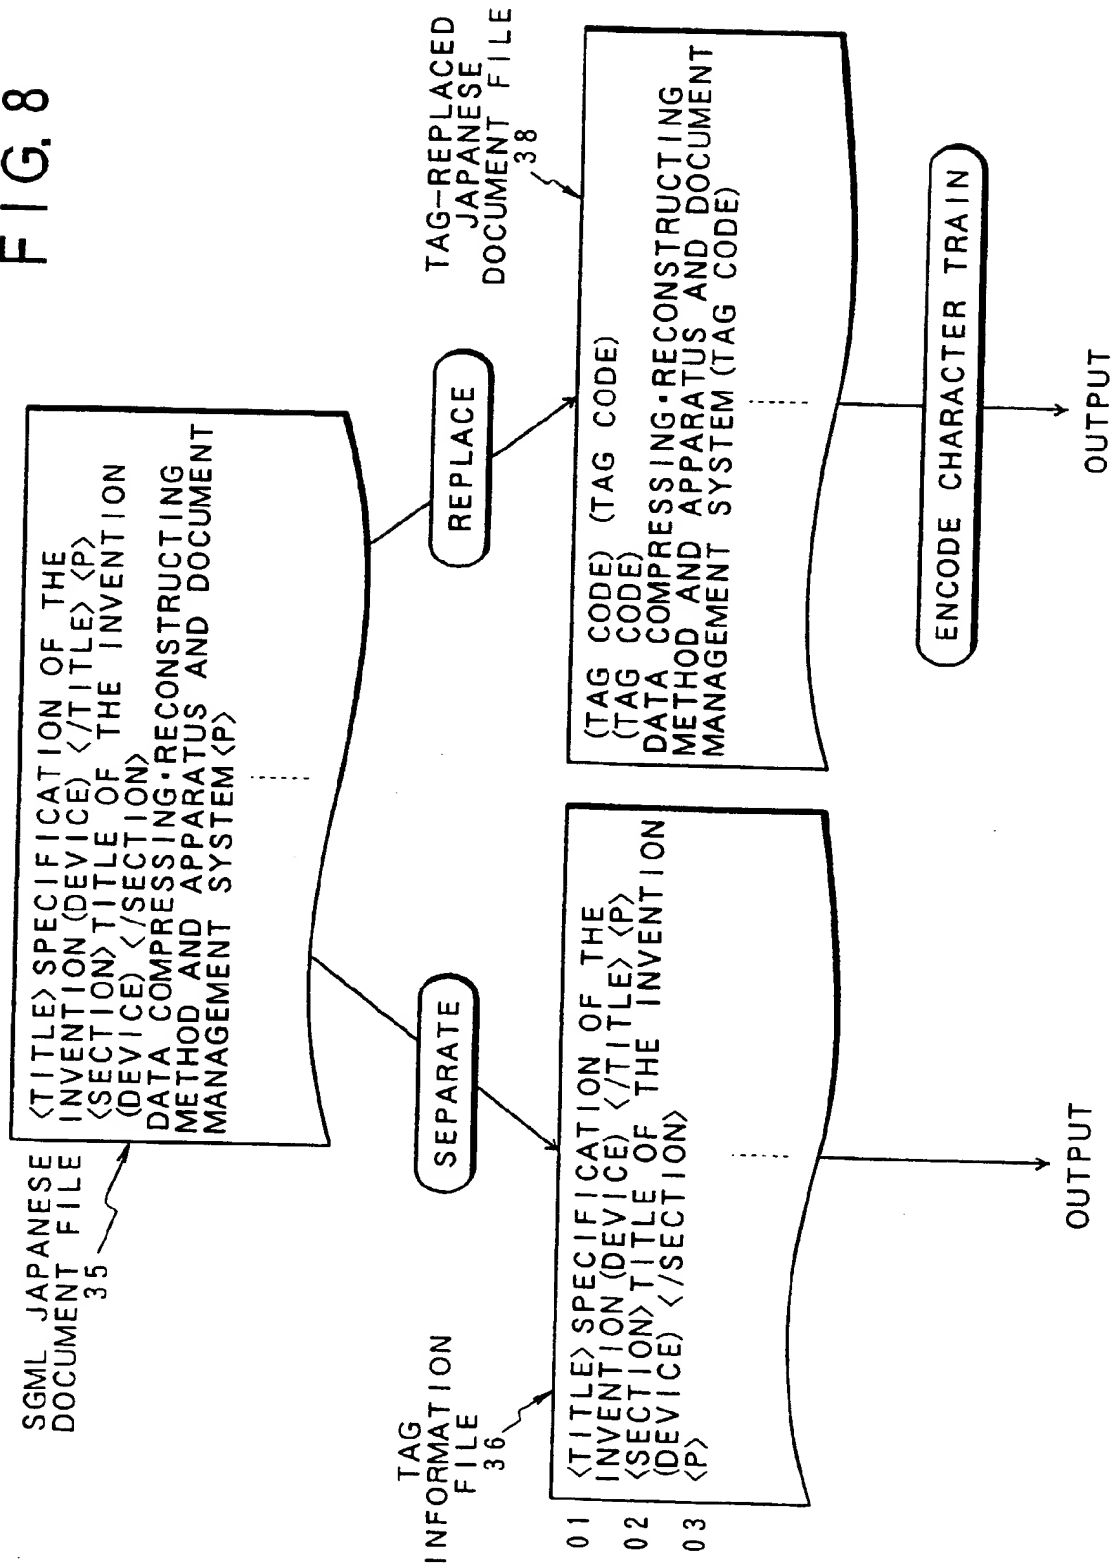 FIG. 8
SGML JAPANESE
DOCUMENT FILE
35
<TITLE> SPECIFICATION OF THE
INVENTION (DEVICE) </TITLE> <P>
<SECTION> TITLE OF THE INVENTION
(DEVICE) </SECTION>
DATA COMPRESSING·RECONSTRUCTING
METHOD AND APPARATUS AND DOCUMENT
MANAGEMENT SYSTEM <P>
SEPARATE
REPLACE
TAG
INFORMATION
FILE
36
01 <TITLE> SPECIFICATION OF THE
INVENTION (DEVICE) </TITLE> <P>
02 <SECTION> TITLE OF THE INVENTION
(DEVICE) </SECTION>
03 <P>
OUTPUT
TAG-REPLACED
JAPANESE
DOCUMENT FILE
38
(TAG CODE) (TAG CODE)
(TAG CODE)
DATA COMPRESSING·RECONSTRUCTING
METHOD AND APPARATUS AND DOCUMENT
MANAGEMENT SYSTEM (TAG CODE)
ENCODE CHARACTER TRAIN
OUTPUT